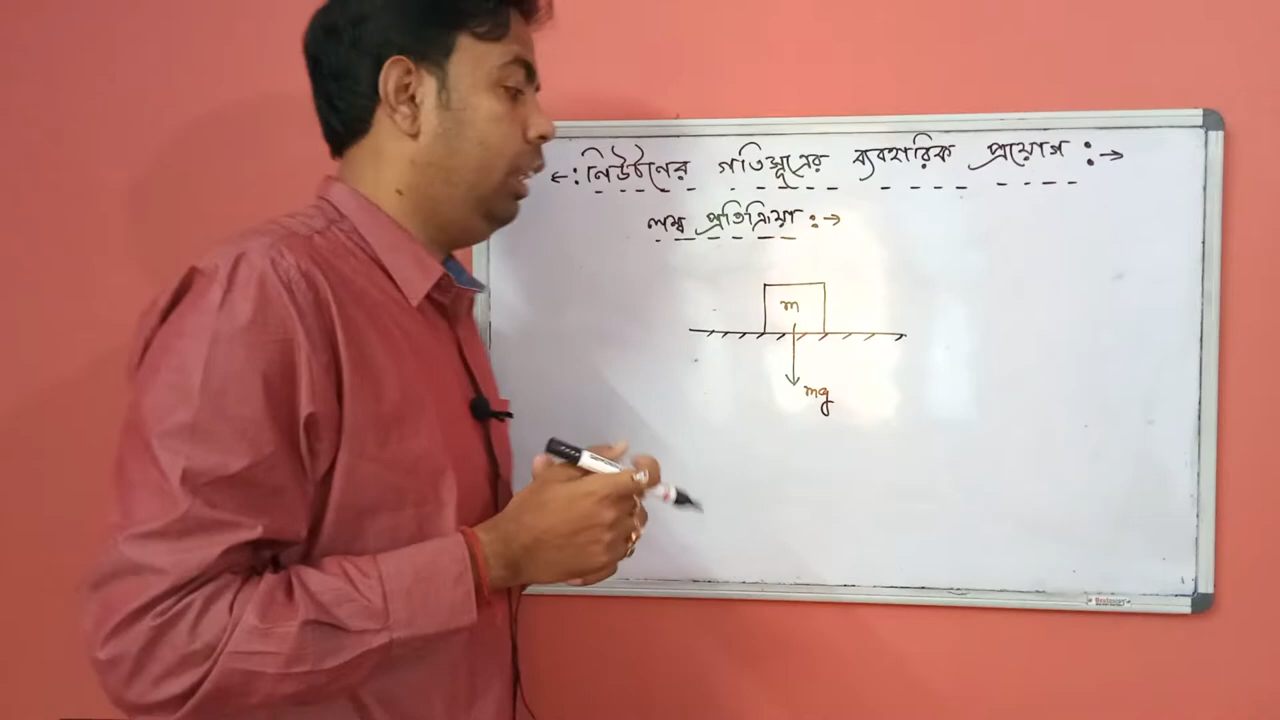 ←: নিউটনের গতিসূত্রের ব্যবহারিক প্রয়োগ :→
লম্ব প্রতিক্রিয়া :→
m
mg